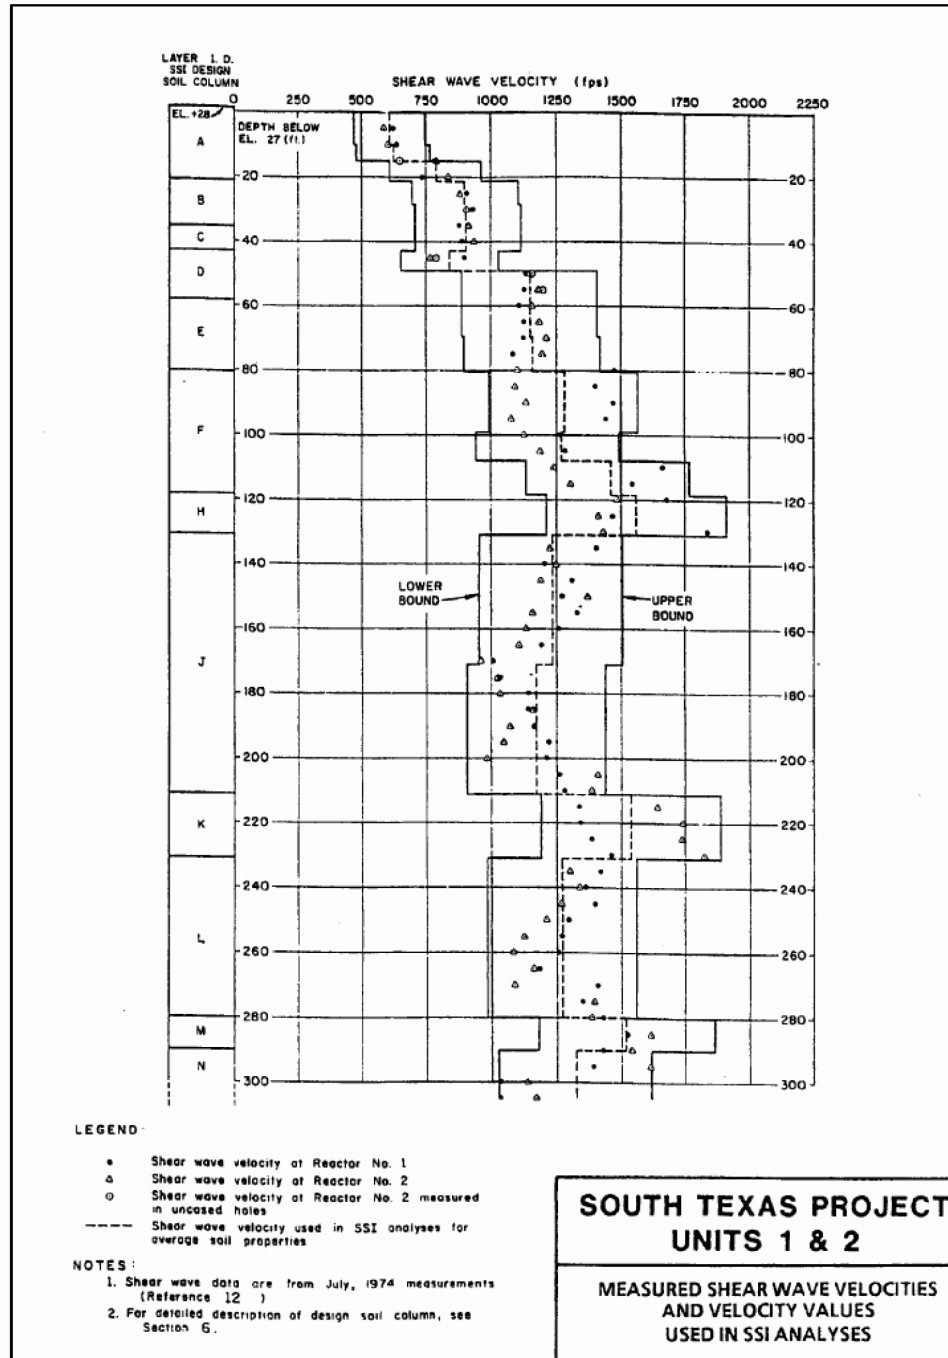 LAYER I. D.
SSI DESIGN
SOIL COLUMN
SHEAR WAVE VELOCITY (fps)
0 250 500 750 1000 1250 1500 1750 2000 2250
EL. +28
DEPTH BELOW
EL. 27 (ft.)
A
20 20
B
C
40 40
D
60 60
E
80 80
F
100 100
120 120
H
140 140
LOWER
BOUND
UPPER
BOUND
160 160
J
180 180
200 200
K
220 220
240 240
L
260 260
280 280
M
N
300 300
LEGEND
Shear wave velocity at Reactor No. 1
Shear wave velocity at Reactor No. 2
Shear wave velocity at Reactor No. 2 measured
in uncased holes
Shear wave velocity used in SSI analyses for
average soil properties
NOTES :
1. Shear wave data are from July, 1974 measurements
(Reference 12 )
2. For detailed description of design soil column, see
Section 6.
SOUTH TEXAS PROJECT
UNITS 1 & 2
MEASURED SHEAR WAVE VELOCITIES
AND VELOCITY VALUES
USED IN SSI ANALYSES